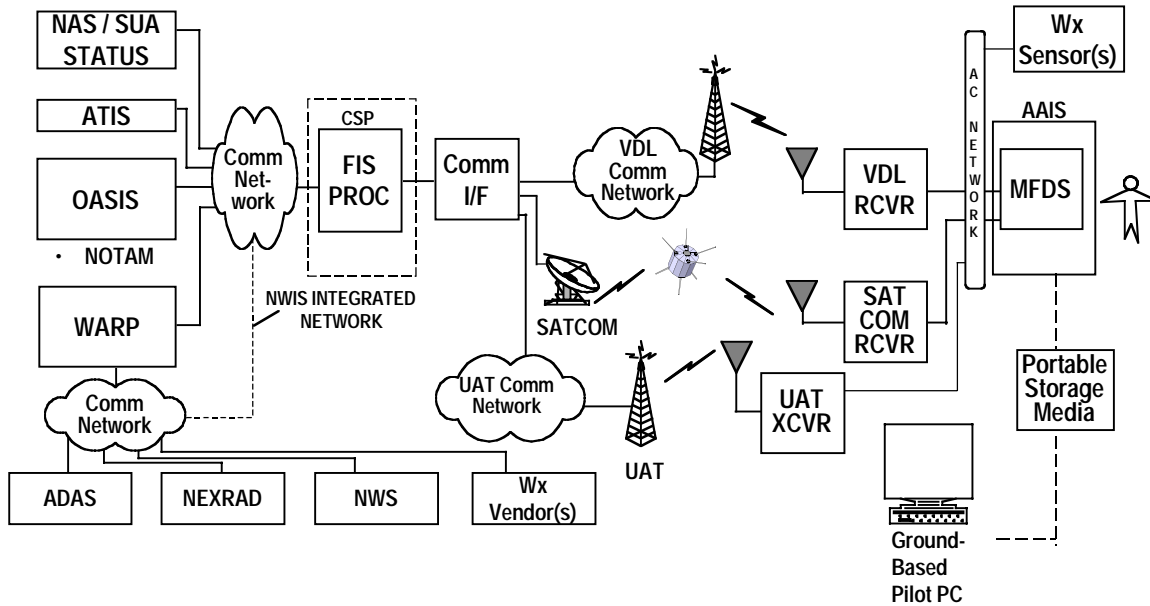 NAS / SUA
STATUS
ATIS
OASIS
• NOTAM
WARP
Comm
Network
ADAS
NEXRAD
NWS
Wx
Vendor(s)
Comm
Net-
work
NWIS INTEGRATED
NETWORK
CSP
FIS
PROC
Comm
I/F
VDL
Comm
Network
SATCOM
UAT Comm
Network
UAT
VDL
RCVR
SAT
COM
RCVR
UAT
XCVR
AC NETWORK
Wx
Sensor(s)
AAIS
MFDS
Portable
Storage
Media
Ground-
Based
Pilot PC